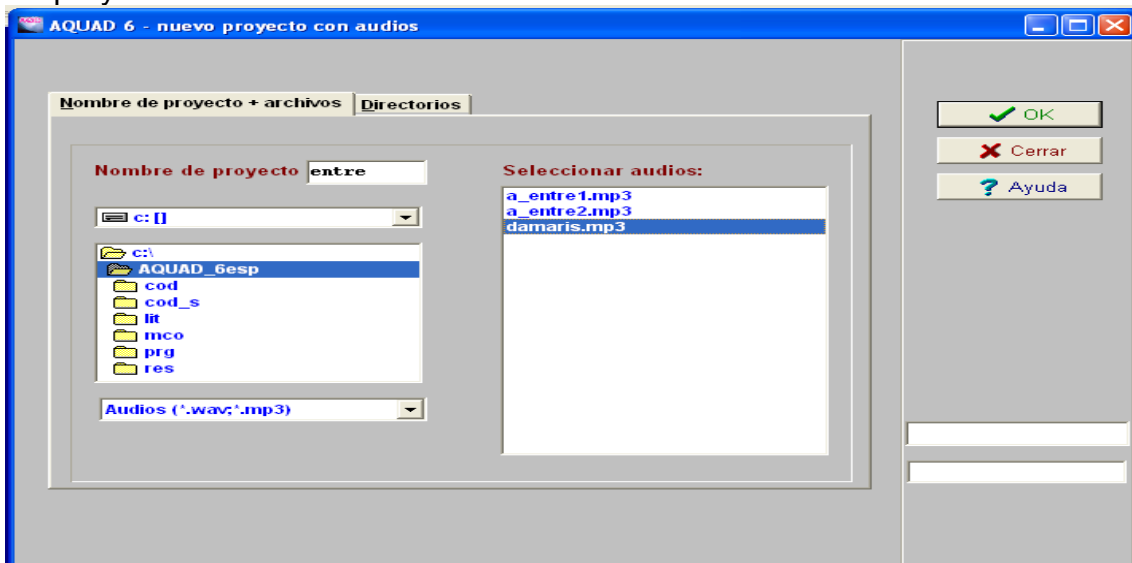 AQUAD 6 - nuevo proyecto con audios
Nombre de proyecto + archivos
Directorios
Nombre de proyecto
entre
c: []
c:\
AQUAD_6esp
cod
cod_s
lit
mco
prg
res
Audios (*.wav;*.mp3)
Seleccionar audios:
a_entre1.mp3
a_entre2.mp3
damaris.mp3
OK
Cerrar
Ayuda